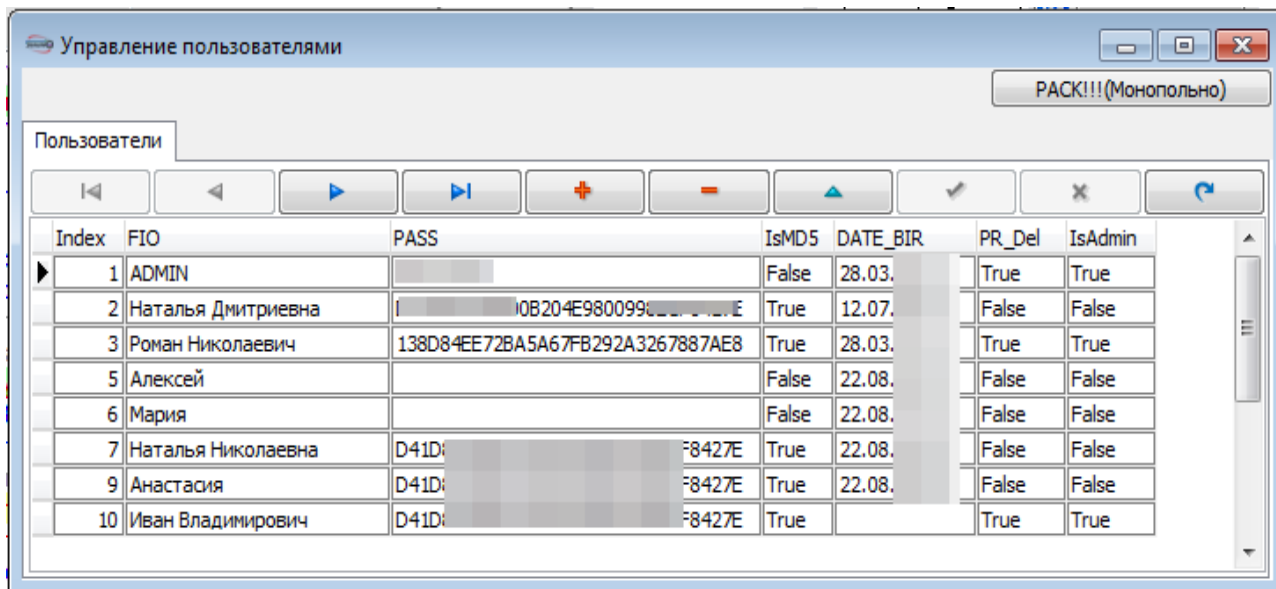 Управление пользователями
PACK!!!(Монопольно)
Пользователи
Index FIO PASS IsMD5 DATE_BIR PR_Del IsAdmin
1 ADMIN False 28.03. True True
2 Наталья Дмитриевна 0B204E9800998 E True 12.07. False False
3 Роман Николаевич 138D84EE72BA5A67FB292A3267887AE8 True 28.03. True True
5 Алексей False 22.08. False False
6 Мария False 22.08. False False
7 Наталья Николаевна D41D F8427E True 22.08. False False
9 Анастасия D41D F8427E True 22.08. False False
10 Иван Владимирович D41D F8427E True True True